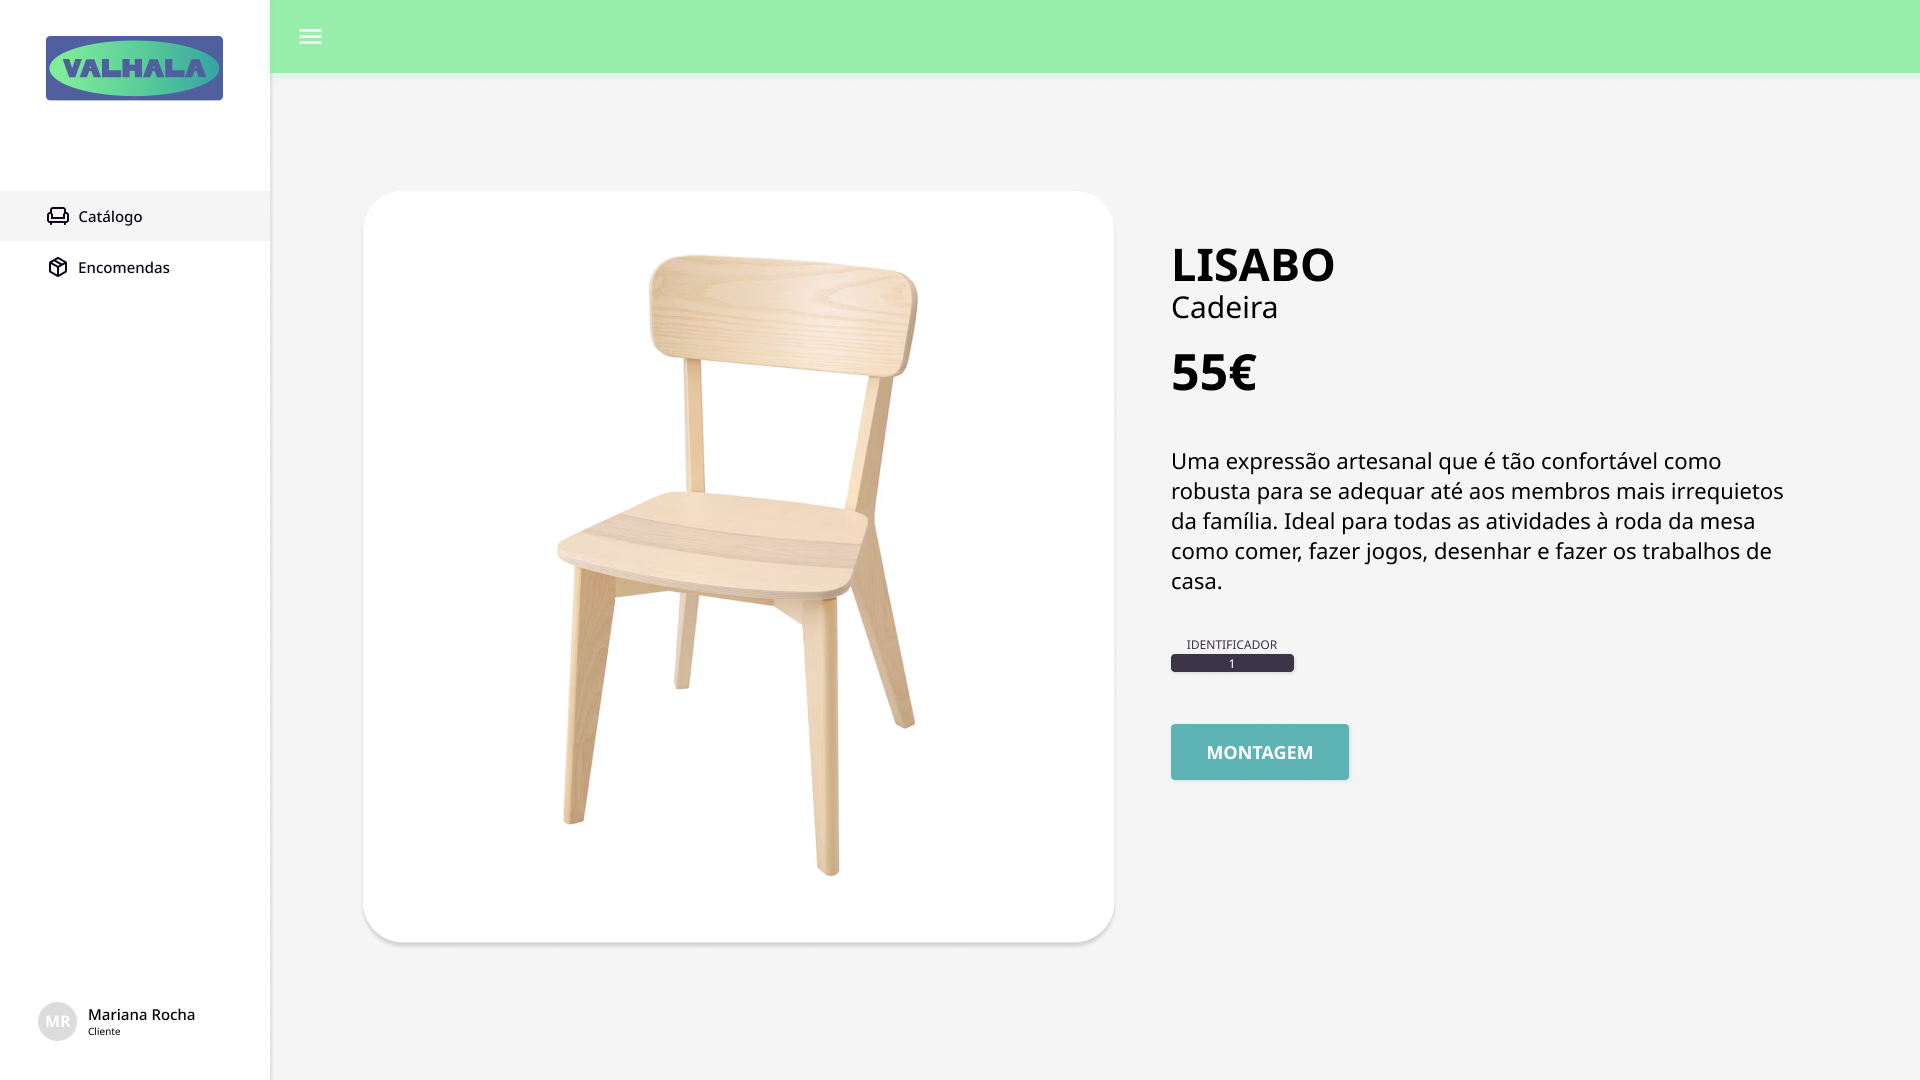 VALHALA
Catálogo
Encomendas
LISABO
Cadeira
55€
Uma expressão artesanal que é tão confortável como
robusta para se adequar até aos membros mais irrequietos
da família. Ideal para todas as atividades à roda da mesa
como comer, fazer jogos, desenhar e fazer os trabalhos de
casa.
IDENTIFICADOR
1
MONTAGEM
MR
Mariana Rocha
Cliente